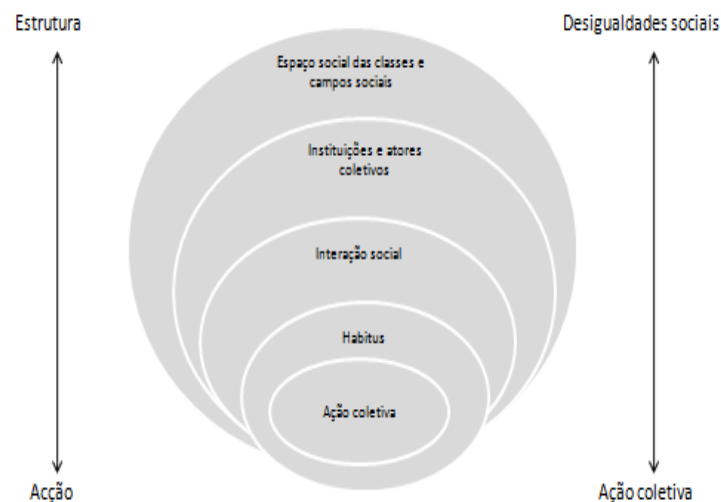 Estrutura
Desigualdades sociais
Espaço social das classes e
campos sociais
Instituições e atores
coletivos
Interação social
Habitus
Ação coletiva
Acção
Ação coletiva